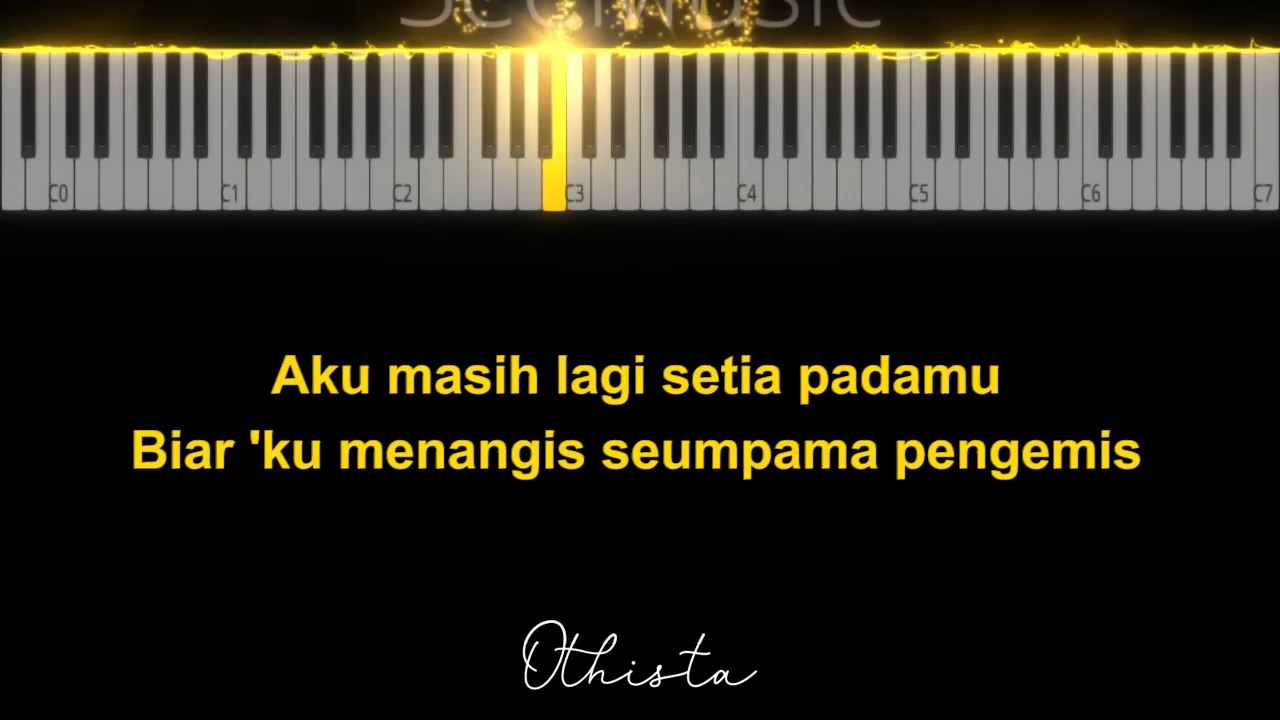 SeeMusic
C0 C1 C2 C3 C4 C5 C6 C7
Aku masih lagi setia padamu
Biar 'ku menangis seumpama pengemis
Othista